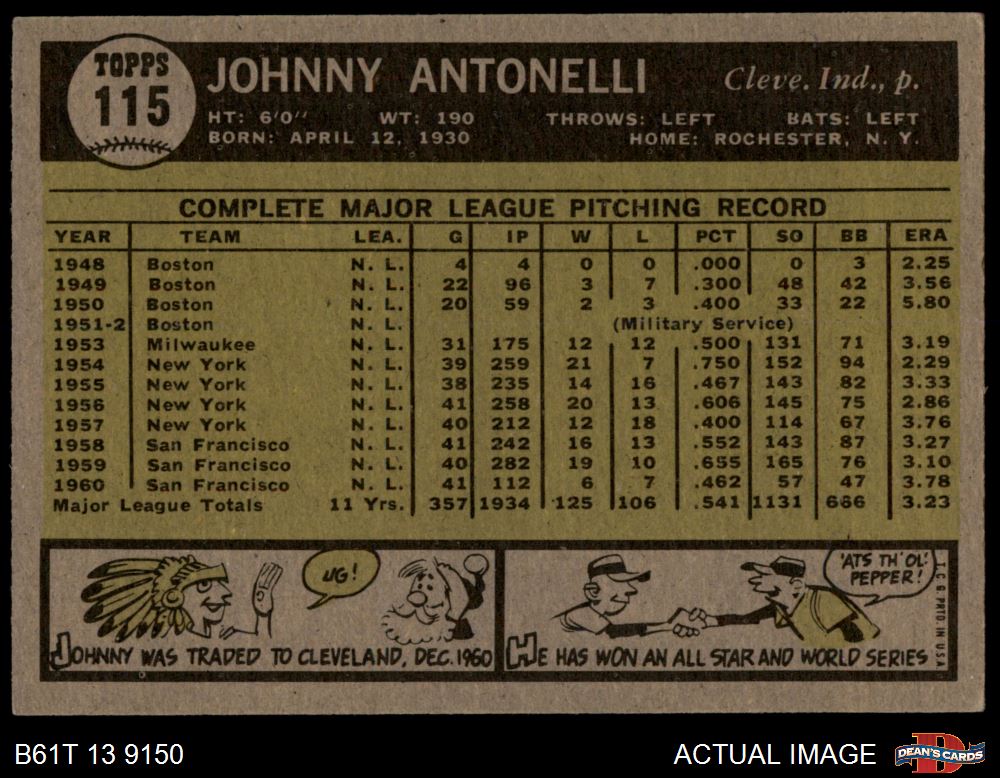 TOPPS
115
JOHNNY ANTONELLI
Cleve. Ind., p.
HT: 6'0" WT: 190 THROWS: LEFT BATS: LEFT
BORN: APRIL 12, 1930 HOME: ROCHESTER, N. Y.
COMPLETE MAJOR LEAGUE PITCHING RECORD
YEAR TEAM LEA. G IP W L PCT SO BB ERA
1948 Boston N. L. 4 4 0 0 .000 0 3 2.25
1949 Boston N. L. 22 96 3 7 .300 48 42 3.56
1950 Boston N. L. 20 59 2 3 .400 33 22 5.80
1951-2 Boston N. L. (Military Service)
1953 Milwaukee N. L. 31 175 12 12 .500 131 71 3.19
1954 New York N. L. 39 259 21 7 .750 152 94 2.29
1955 New York N. L. 38 235 14 16 .467 143 82 3.33
1956 New York N. L. 41 258 20 13 .606 145 75 2.86
1957 New York N. L. 40 212 12 18 .400 114 67 3.76
1958 San Francisco N. L. 41 242 16 13 .552 143 87 3.27
1959 San Francisco N. L. 40 282 19 10 .655 165 76 3.10
1960 San Francisco N. L. 41 112 6 7 .462 57 47 3.78
Major League Totals 11 Yrs. 357 1934 125 106 .541 1131 666 3.23
UG!
JOHNNY WAS TRADED TO CLEVELAND, DEC. 1960
'ATS TH' OL'
PEPPER!
HE HAS WON AN ALL STAR AND WORLD SERIES
T. C. G. PRTD. IN U.S.A.
B61T 13 9150
ACTUAL IMAGE
DEAN'S CARDS